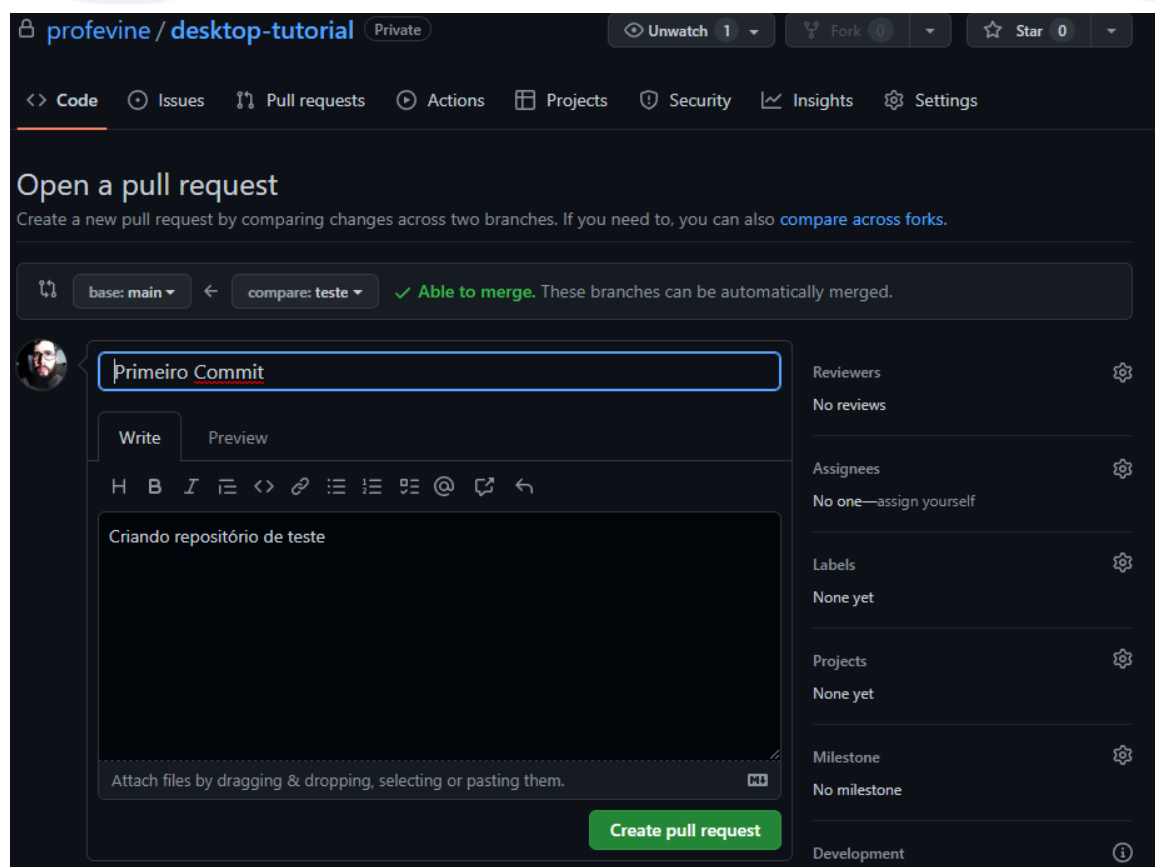 profevine / desktop-tutorial Private Unwatch 1 Fork 0 Star 0
<> Code Issues Pull requests Actions Projects Security Insights Settings
Open a pull request
Create a new pull request by comparing changes across two branches. If you need to, you can also compare across forks.
base: main ← compare: teste ✓ Able to merge. These branches can be automatically merged.
Primeiro Commit
Write Preview
H B I <> @
Criando repositório de teste
Attach files by dragging & dropping, selecting or pasting them.
Create pull request
Reviewers
No reviews
Assignees
No one—assign yourself
Labels
None yet
Projects
None yet
Milestone
No milestone
Development